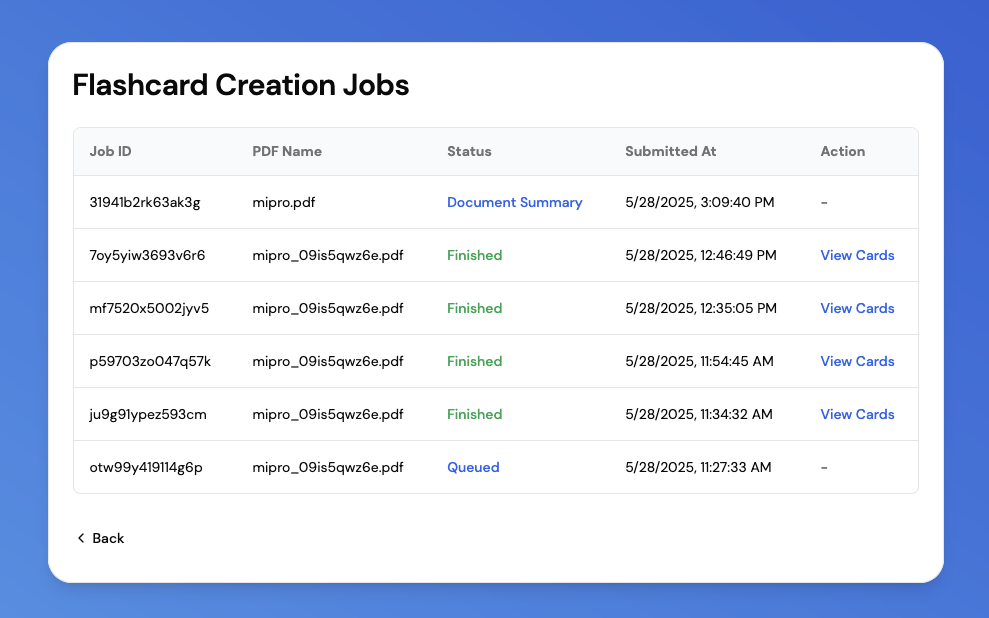 Flashcard Creation Jobs
Job ID PDF Name Status Submitted At Action
31941b2rk63ak3g mipro.pdf Document Summary 5/28/2025, 3:09:40 PM -
7oy5yiw3693v6r6 mipro_09is5qwz6e.pdf Finished 5/28/2025, 12:46:49 PM View Cards
mf7520x5002jyv5 mipro_09is5qwz6e.pdf Finished 5/28/2025, 12:35:05 PM View Cards
p59703zo047q57k mipro_09is5qwz6e.pdf Finished 5/28/2025, 11:54:45 AM View Cards
ju9g91ypez593cm mipro_09is5qwz6e.pdf Finished 5/28/2025, 11:34:32 AM View Cards
otw99y419114g6p mipro_09is5qwz6e.pdf Queued 5/28/2025, 11:27:33 AM -
Back